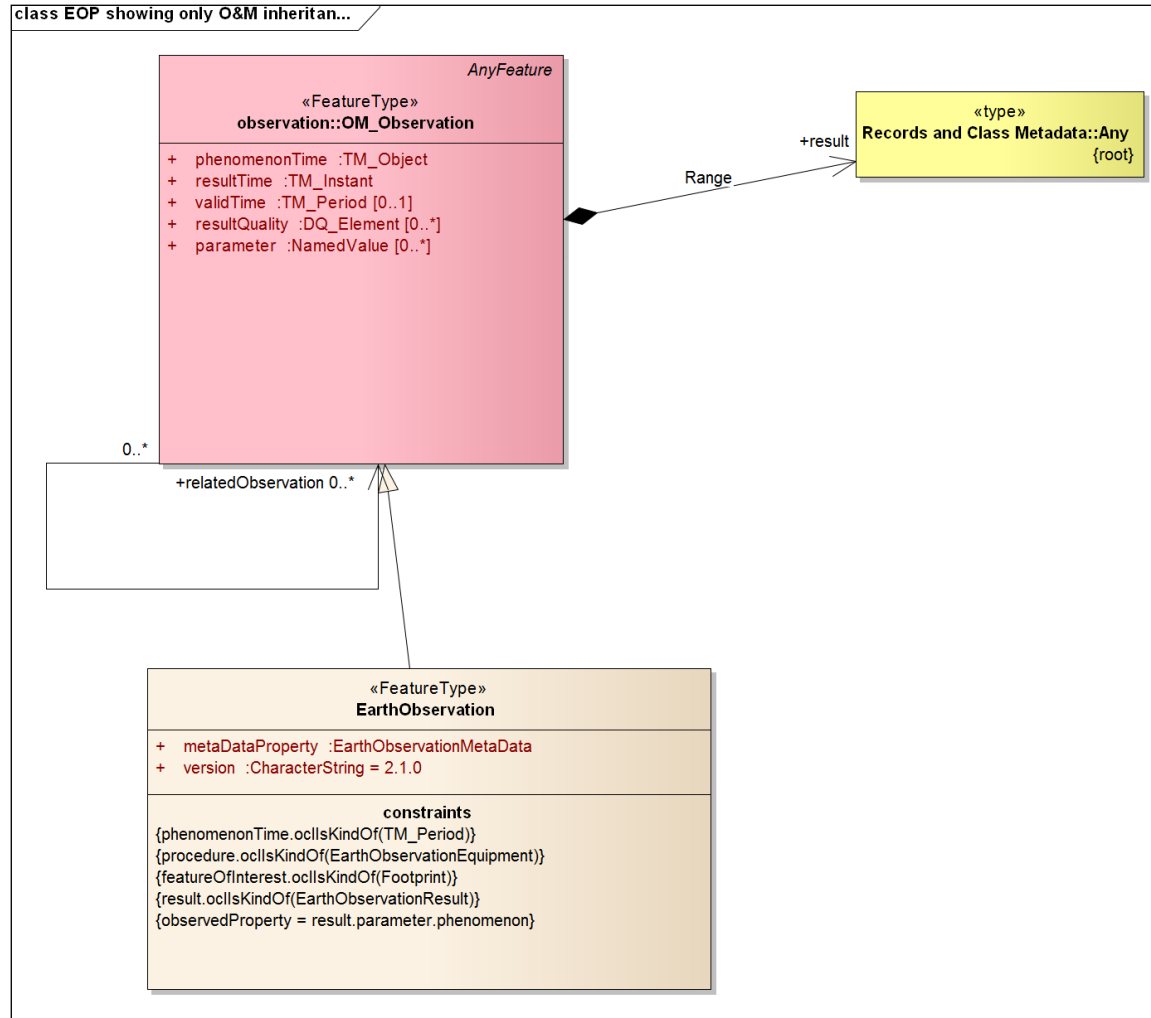 class EOP showing only O&M inheritan...
AnyFeature
«FeatureType»
observation::OM_Observation
+ phenomenonTime :TM_Object
+ resultTime :TM_Instant
+ validTime :TM_Period [0..1]
+ resultQuality :DQ_Element [0..*]
+ parameter :NamedValue [0..*]
«type»
Records and Class Metadata::Any
{root}
+result
Range
0..*
+relatedObservation 0..*
«FeatureType»
EarthObservation
+ metaDataProperty :EarthObservationMetaData
+ version :CharacterString = 2.1.0
constraints
{phenomenonTime.oclIsKindOf(TM_Period)}
{procedure.oclIsKindOf(EarthObservationEquipment)}
{featureOfInterest.oclIsKindOf(Footprint)}
{result.oclIsKindOf(EarthObservationResult)}
{observedProperty = result.parameter.phenomenon}